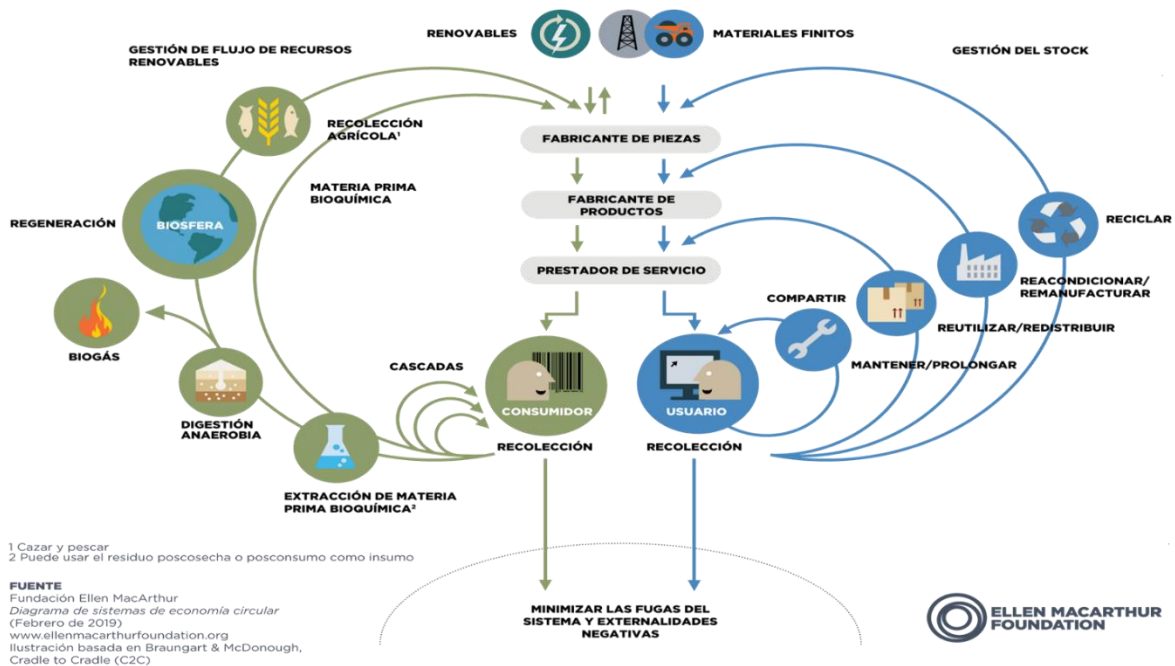 RENOVABLES
MATERIALES FINITOS
GESTIÓN DE FLUJO DE RECURSOS
RENOVABLES
GESTIÓN DEL STOCK
RECOLECCIÓN
AGRÍCOLA¹
FABRICANTE DE PIEZAS
MATERIA PRIMA
BIOQUÍMICA
REGENERACIÓN
BIOSFERA
FABRICANTE DE
PRODUCTOS
RECICLAR
PRESTADOR DE SERVICIO
REACONDICIONAR/
REMANUFACTURAR
COMPARTIR
REUTILIZAR/REDISTRIBUIR
BIOGÁS
CASCADAS
MANTENER/PROLONGAR
CONSUMIDOR
USUARIO
DIGESTIÓN
ANAEROBIA
RECOLECCIÓN
RECOLECCIÓN
EXTRACCIÓN DE MATERIA
PRIMA BIOQUÍMICA²
1 Cazar y pescar
2 Puede usar el residuo poscosecha o posconsumo como insumo
FUENTE
Fundación Ellen MacArthur
Diagrama de sistemas de economía circular
(Febrero de 2019)
www.ellenmacarthurfoundation.org
Ilustración basada en Braungart & McDonough,
Cradle to Cradle (C2C)
MINIMIZAR LAS FUGAS DEL
SISTEMA Y EXTERNALIDADES
NEGATIVAS
ELLEN MACARTHUR
FOUNDATION